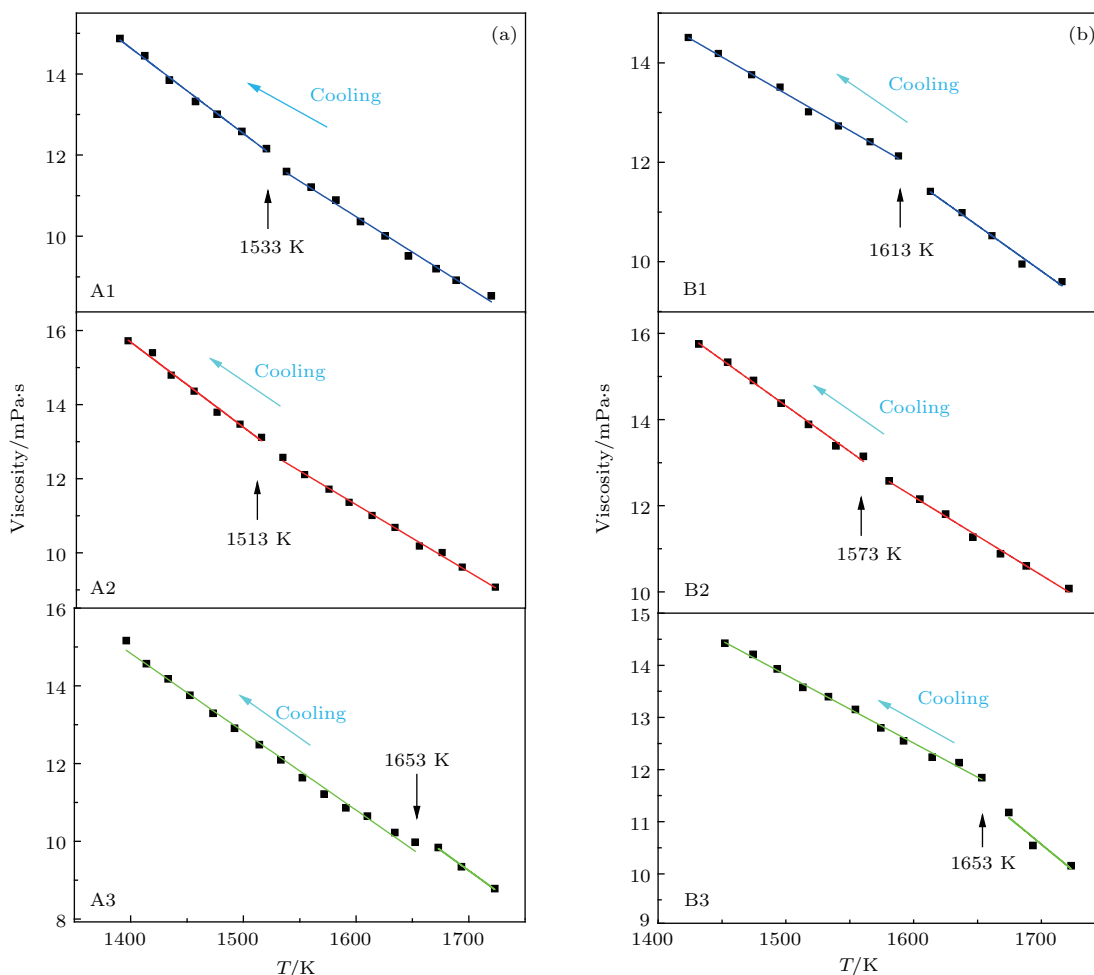 (a)
14
12
10
Cooling
1533 K
A1
16
14
12
10
Cooling
1513 K
A2
16
14
12
10
8
Cooling
1653 K
A3
Viscosity/mPa·s
1400
1500
1600
1700
T/K
(b)
14
12
10
Cooling
1613 K
B1
16
14
12
10
Cooling
1573 K
B2
15
14
13
12
11
10
9
Cooling
1653 K
B3
Viscosity/mPa·s
1400
1500
1600
1700
T/K